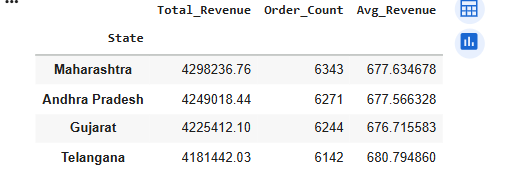 Total_Revenue Order_Count Avg_Revenue
State
Maharashtra 4298236.76 6343 677.634678
Andhra Pradesh 4249018.44 6271 677.566328
Gujarat 4225412.10 6244 676.715583
Telangana 4181442.03 6142 680.794860